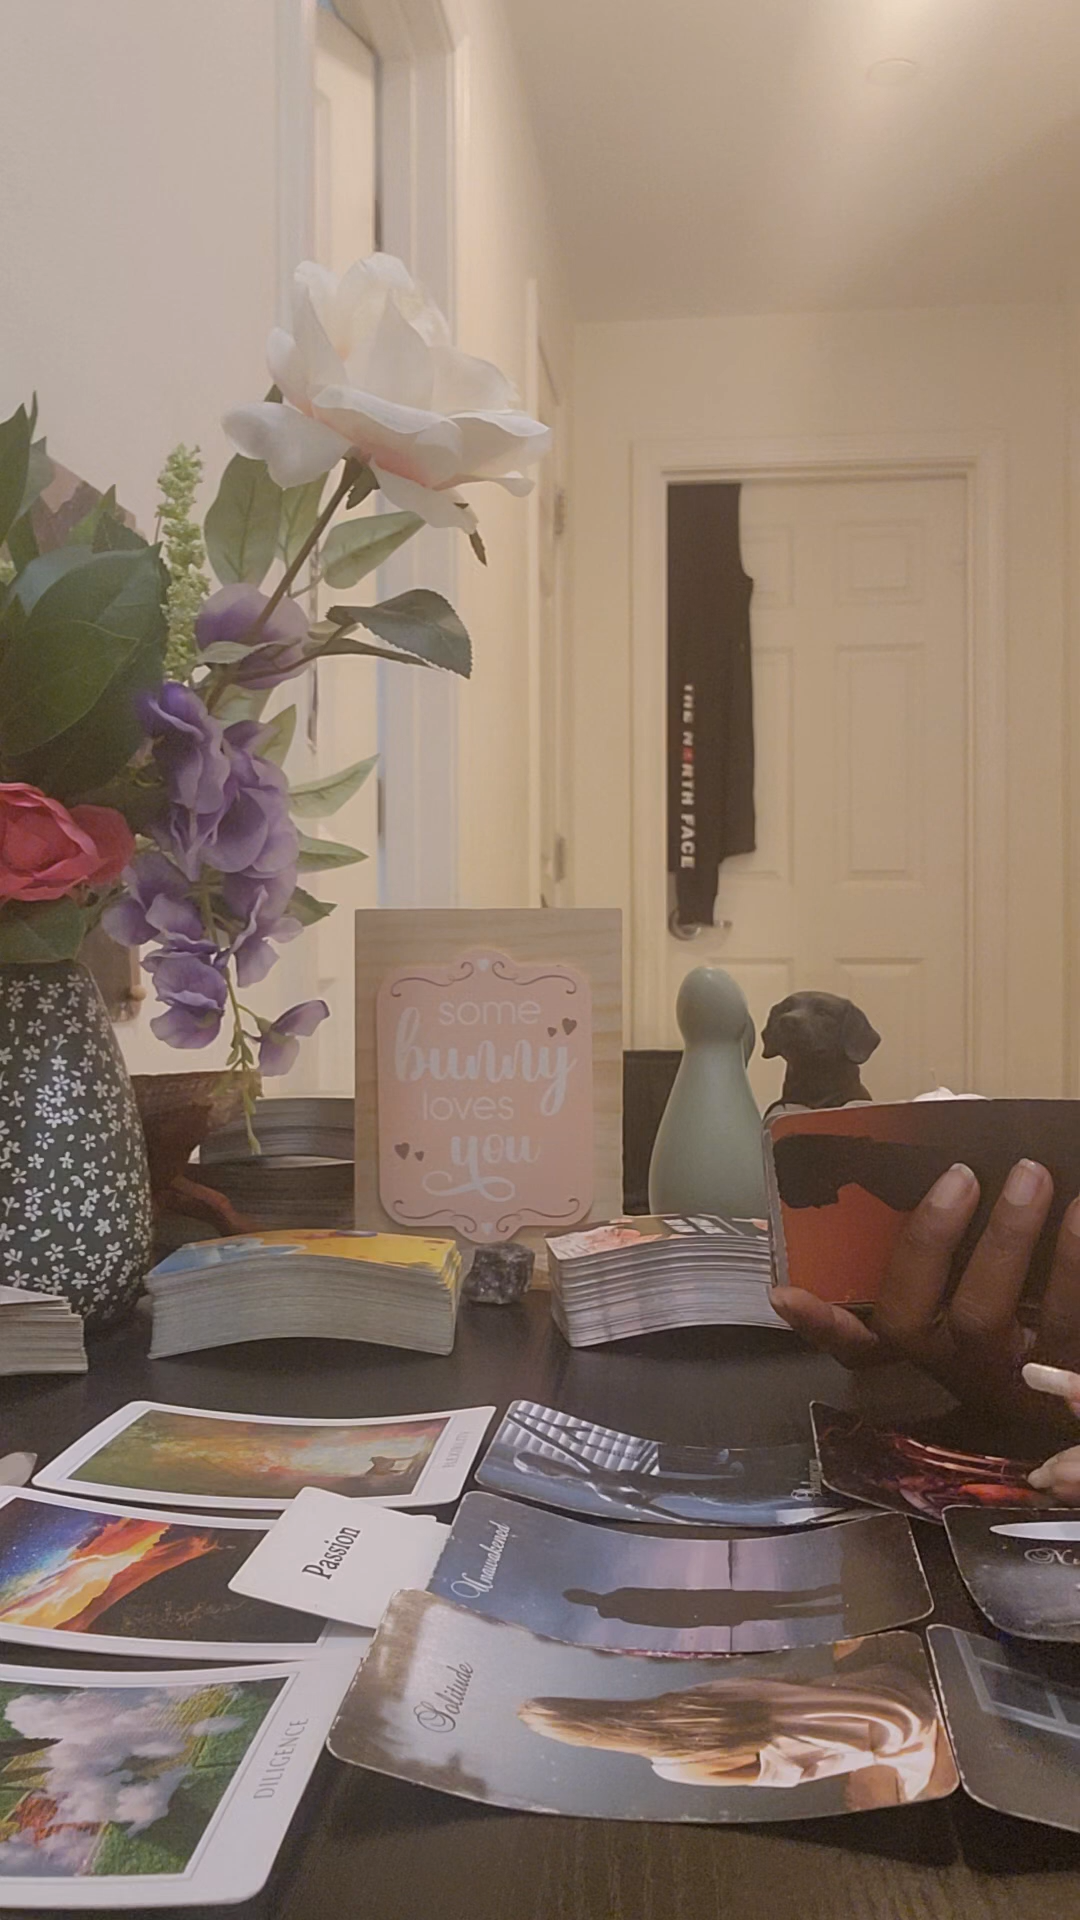 THE NORTH FACE
some
bunny
loves
you
Passion
Unawakened
Solitude
DILIGENCE